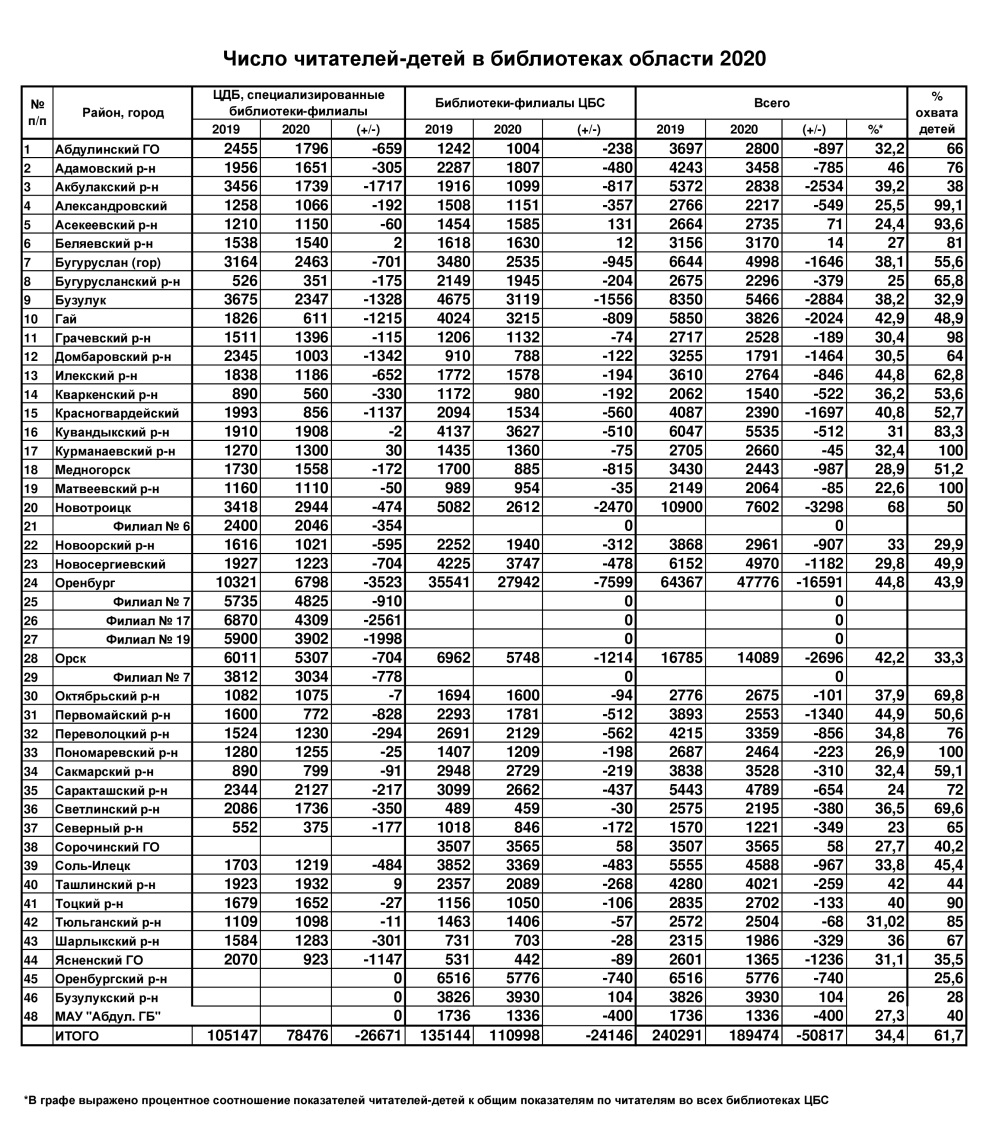 Число читателей-детей в библиотеках области 2020
№ п/п Район, город ЦДБ, специализированные библиотеки-филиалы Библиотеки-филиалы ЦБС Всего % охвата детей
2019 2020 (+/-) 2019 2020 (+/-) 2019 2020 (+/-) %*
1 Абдулинский ГО 2455 1796 -659 1242 1004 -238 3697 2800 -897 32,2 66
2 Адамовский р-н 1956 1651 -305 2287 1807 -480 4243 3458 -785 46 76
3 Акбулакский р-н 3456 1739 -1717 1916 1099 -817 5372 2838 -2534 39,2 38
4 Александровский 1258 1066 -192 1508 1151 -357 2766 2217 -549 25,5 99,1
5 Асекеевский р-н 1210 1150 -60 1454 1585 131 2664 2735 71 24,4 93,6
6 Беляевский р-н 1538 1540 2 1618 1630 12 3156 3170 14 27 81
7 Бугуруслан (гор) 3164 2463 -701 3480 2535 -945 6644 4998 -1646 38,1 55,6
8 Бугурусланский р-н 526 351 -175 2149 1945 -204 2675 2296 -379 25 65,8
9 Бузулук 3675 2347 -1328 4675 3119 -1556 8350 5466 -2884 38,2 32,9
10 Гай 1826 611 -1215 4024 3215 -809 5850 3826 -2024 42,9 48,9
11 Грачевский р-н 1511 1396 -115 1206 1132 -74 2717 2528 -189 30,4 98
12 Домбаровский р-н 2345 1003 -1342 910 788 -122 3255 1791 -1464 30,5 64
13 Илекский р-н 1838 1186 -652 1772 1578 -194 3610 2764 -846 44,8 62,8
14 Кваркенский р-н 890 560 -330 1172 980 -192 2062 1540 -522 36,2 53,6
15 Красногвардейский 1993 856 -1137 2094 1534 -560 4087 2390 -1697 40,8 52,7
16 Кувандыкский р-н 1910 1908 -2 4137 3627 -510 6047 5535 -512 31 83,3
17 Курманаевский р-н 1270 1300 30 1435 1360 -75 2705 2660 -45 32,4 100
18 Медногорск 1730 1558 -172 1700 885 -815 3430 2443 -987 28,9 51,2
19 Матвеевский р-н 1160 1110 -50 989 954 -35 2149 2064 -85 22,6 100
20 Новотроицк 3418 2944 -474 5082 2612 -2470 10900 7602 -3298 68 50
21 Филиал № 6 2400 2046 -354 0 0
22 Новоорский р-н 1616 1021 -595 2252 1940 -312 3868 2961 -907 33 29,9
23 Новосергиевский 1927 1223 -704 4225 3747 -478 6152 4970 -1182 29,8 49,9
24 Оренбург 10321 6798 -3523 35541 27942 -7599 64367 47776 -16591 44,8 43,9
25 Филиал № 7 5735 4825 -910 0 0
26 Филиал № 17 6870 4309 -2561 0 0
27 Филиал № 19 5900 3902 -1998 0 0
28 Орск 6011 5307 -704 6962 5748 -1214 16785 14089 -2696 42,2 33,3
29 Филиал № 7 3812 3034 -778 0 0
30 Октябрьский р-н 1082 1075 -7 1694 1600 -94 2776 2675 -101 37,9 69,8
31 Первомайский р-н 1600 772 -828 2293 1781 -512 3893 2553 -1340 44,9 50,6
32 Переволоцкий р-н 1524 1230 -294 2691 2129 -562 4215 3359 -856 34,8 76
33 Пономаревский р-н 1280 1255 -25 1407 1209 -198 2687 2464 -223 26,9 100
34 Сакмарский р-н 890 799 -91 2948 2729 -219 3838 3528 -310 32,4 59,1
35 Саракташский р-н 2344 2127 -217 3099 2662 -437 5443 4789 -654 24 72
36 Светлинский р-н 2086 1736 -350 489 459 -30 2575 2195 -380 36,5 69,6
37 Северный р-н 552 375 -177 1018 846 -172 1570 1221 -349 23 65
38 Сорочинский ГО 3507 3565 58 3507 3565 58 27,7 40,2
39 Соль-Илецк 1703 1219 -484 3852 3369 -483 5555 4588 -967 33,8 45,4
40 Ташлинский р-н 1923 1932 9 2357 2089 -268 4280 4021 -259 42 44
41 Тоцкий р-н 1679 1652 -27 1156 1050 -106 2835 2702 -133 40 90
42 Тюльганский р-н 1109 1098 -11 1463 1406 -57 2572 2504 -68 31,02 85
43 Шарлыкский р-н 1584 1283 -301 731 703 -28 2315 1986 -329 36 67
44 Ясненский ГО 2070 923 -1147 531 442 -89 2601 1365 -1236 31,1 35,5
45 Оренбургский р-н 0 6516 5776 -740 6516 5776 -740 25,6
46 Бузулукский р-н 0 3826 3930 104 3826 3930 104 26 28
48 МАУ "Абдул. ГБ" 0 1736 1336 -400 1736 1336 -400 27,3 40
ИТОГО 105147 78476 -26671 135144 110998 -24146 240291 189474 -50817 34,4 61,7
*В графе выражено процентное соотношение показателей читателей-детей к общим показателям по читателям во всех библиотеках ЦБС